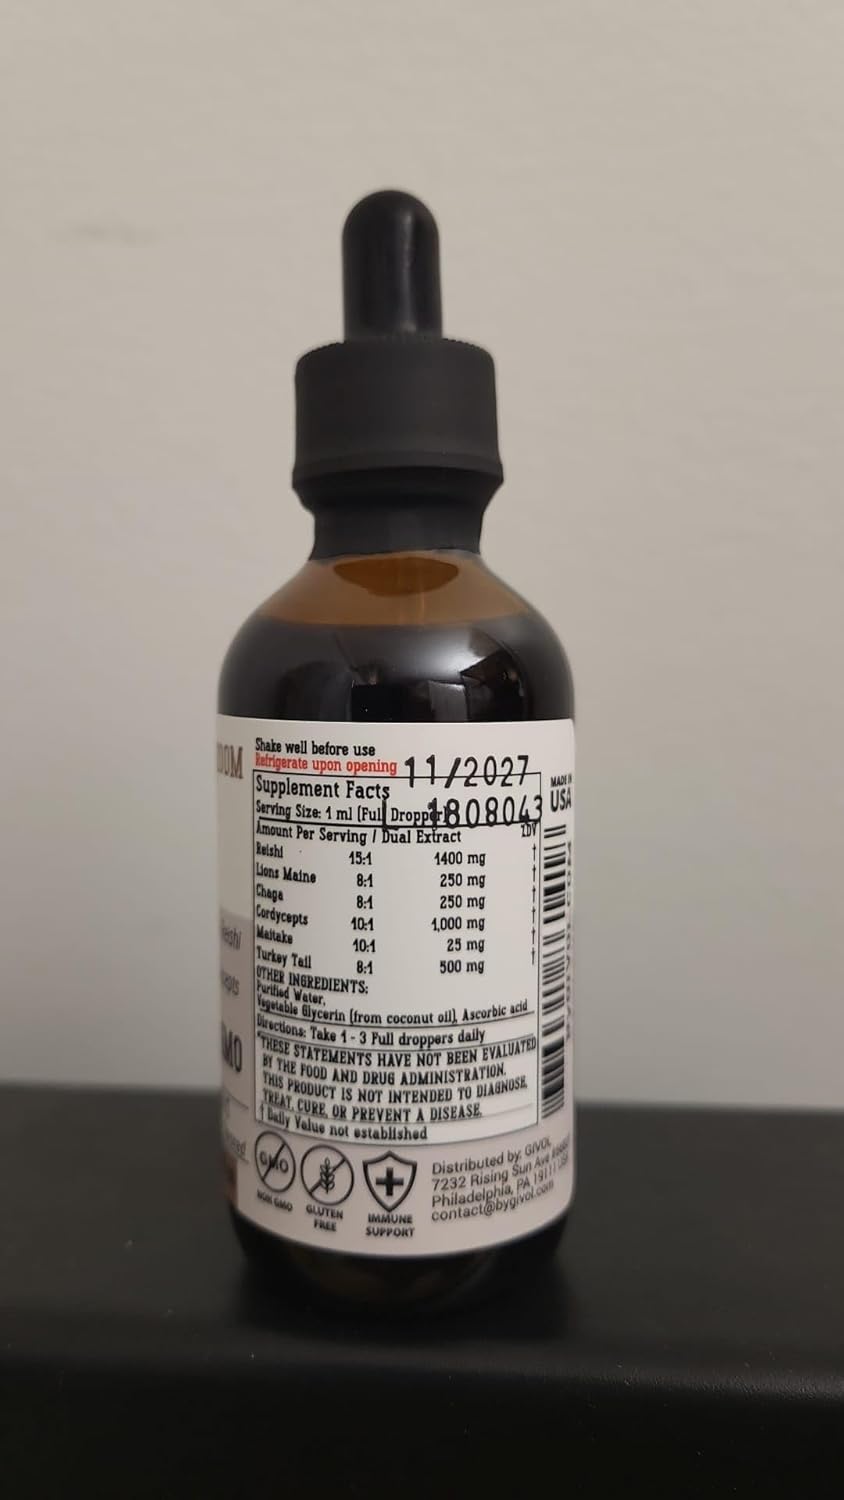 Shake well before use
Refrigerate upon opening
11/2027
L 1808043
Supplement Facts
Serving Size: 1 ml (Full Dropper)
Amount Per Serving / Dual Extract %DV
Reishi 15:1 1400 mg †
Lions Maine 8:1 250 mg †
Chaga 8:1 250 mg †
Cordycepts 10:1 1,000 mg †
Maitake 10:1 25 mg †
Turkey Tail 8:1 500 mg †
OTHER INGREDIENTS:
Purified Water,
Vegetable Glycerin (from coconut oil), Ascorbic acid
Directions: Take 1 - 3 Full droppers daily
*THESE STATEMENTS HAVE NOT BEEN EVALUATED
BY THE FOOD AND DRUG ADMINISTRATION.
THIS PRODUCT IS NOT INTENDED TO DIAGNOSE,
TREAT, CURE, OR PREVENT A DISEASE.
† Daily Value not established
MADE IN
USA
GMO
NON GMO
GLUTEN
FREE
IMMUNE
SUPPORT
Distributed by: GIVOL
7232 Rising Sun Ave
Philadelphia, PA 19111 USA
contact@bygivol.com